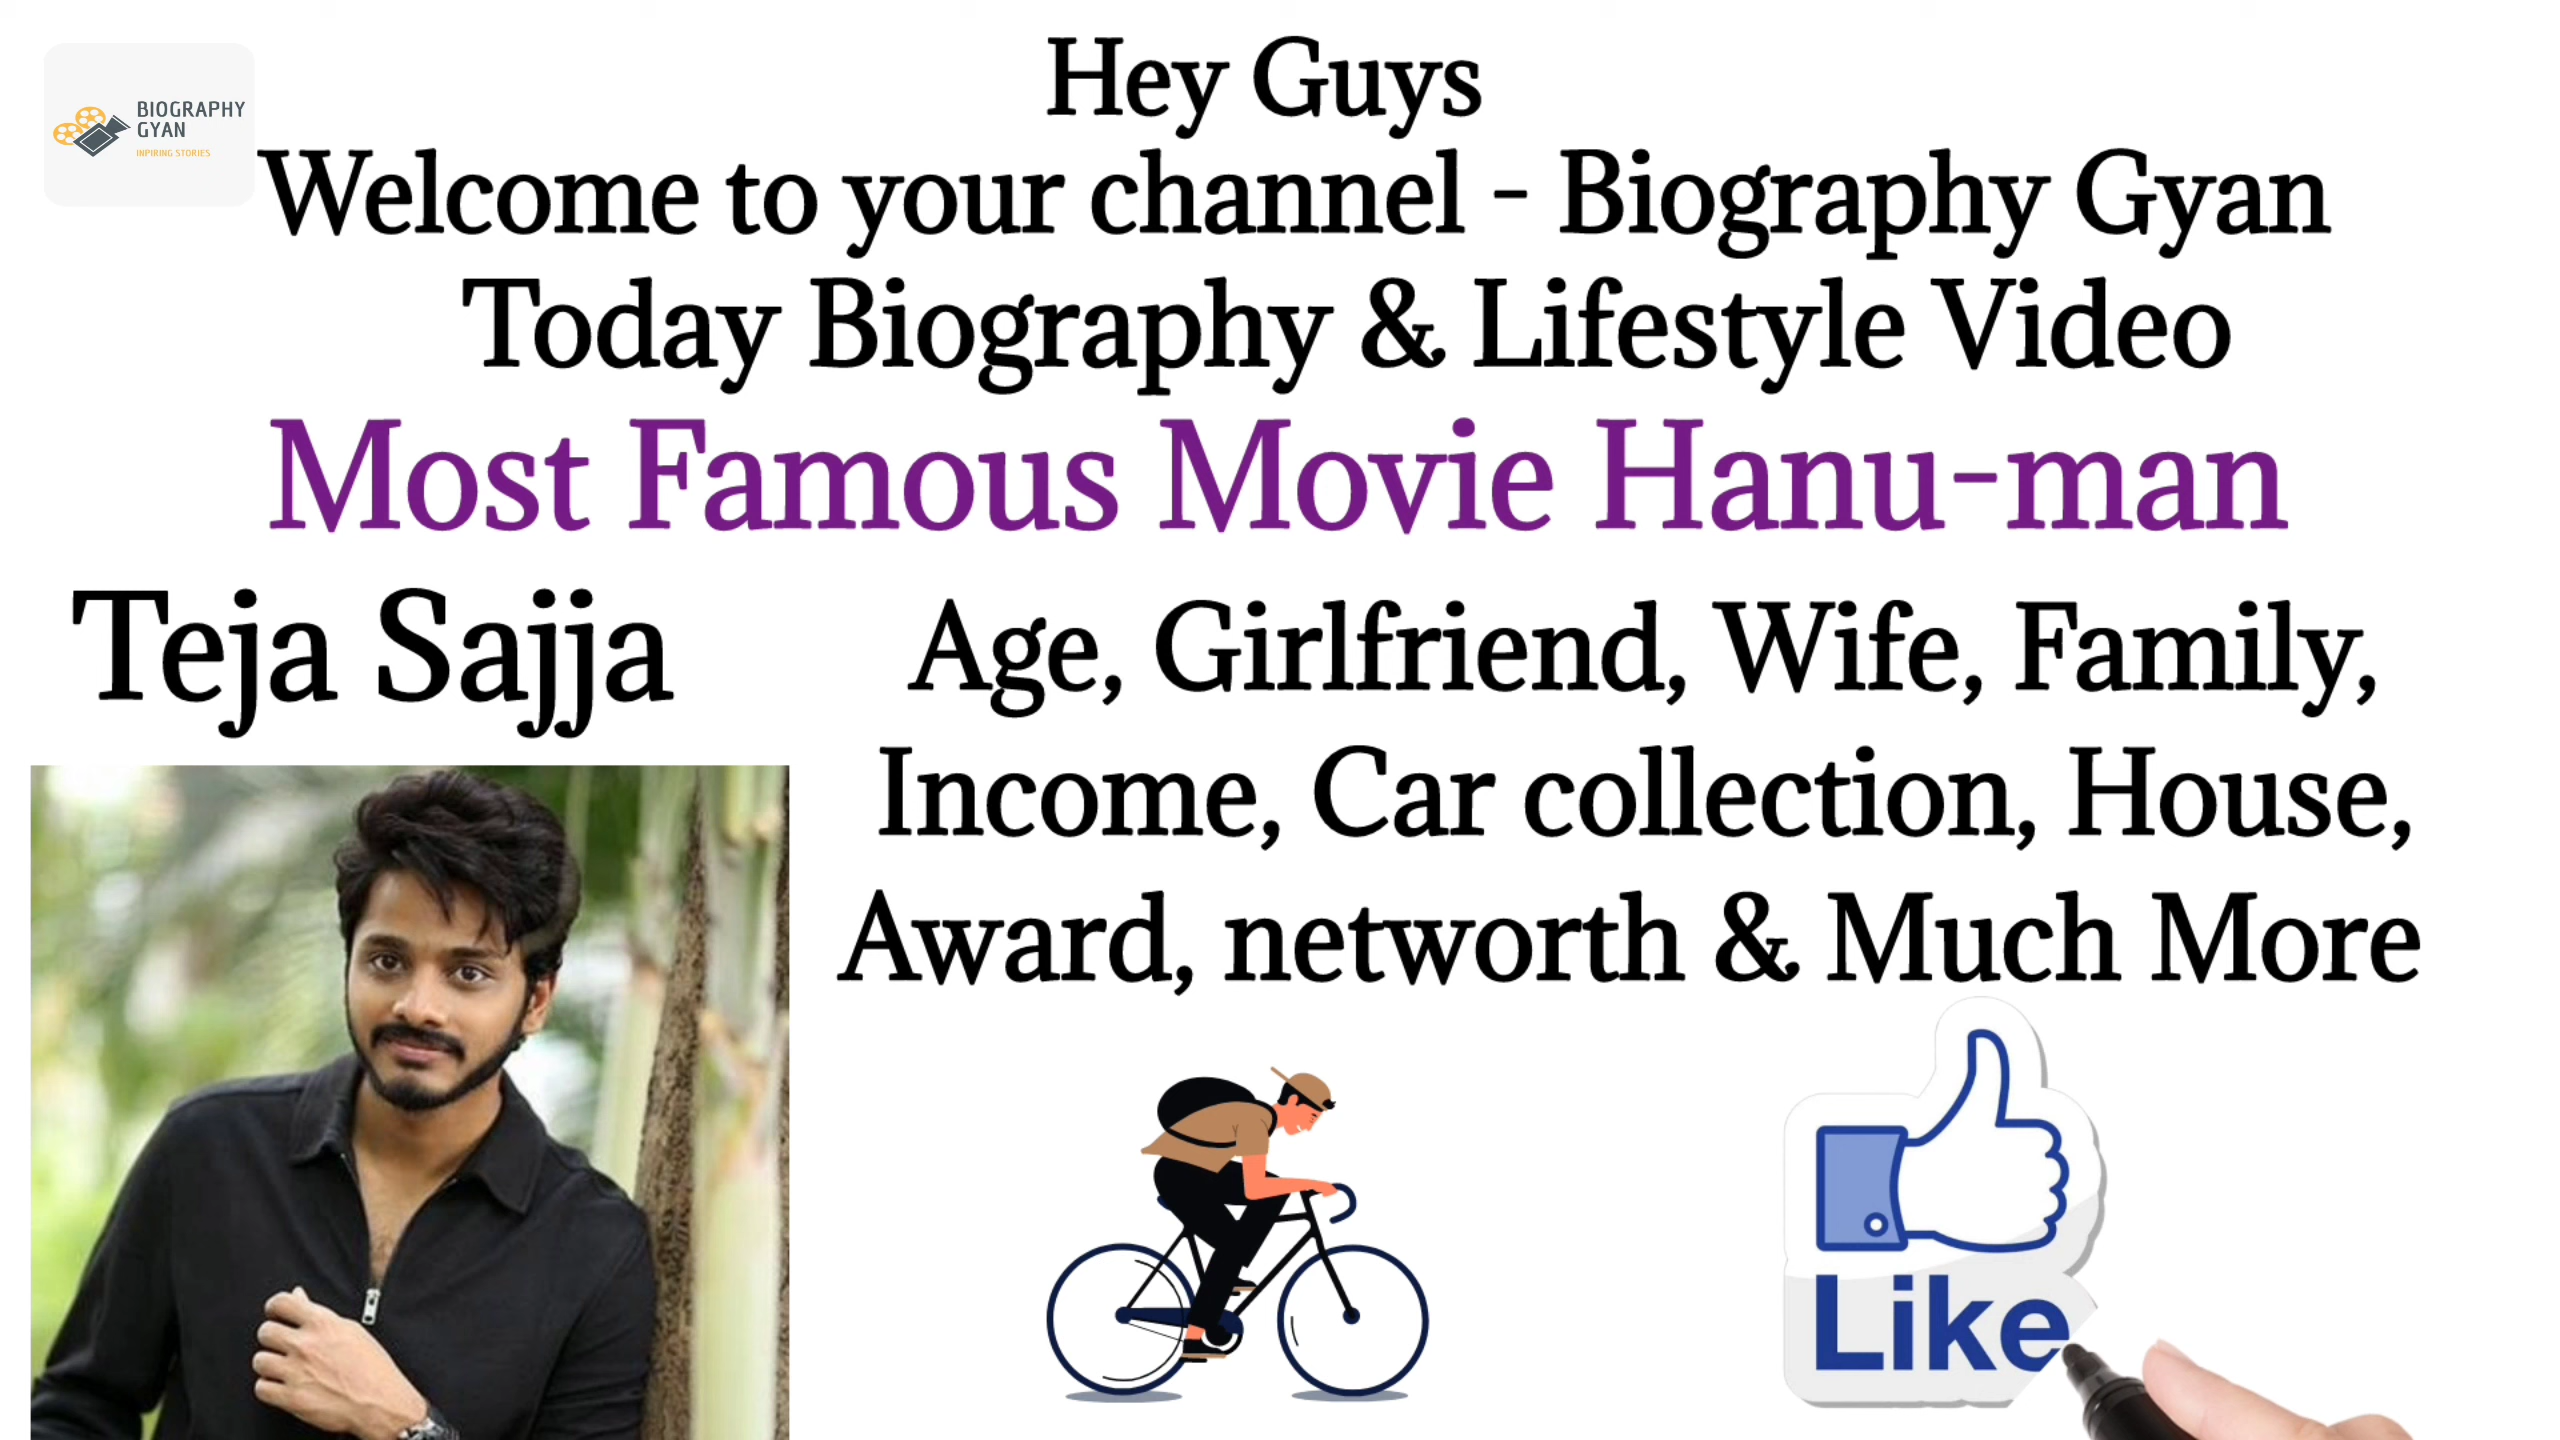 BIOGRAPHY
GYAN
INPIRING STORIES
Hey Guys
Welcome to your channel - Biography Gyan
Today Biography & Lifestyle Video
Most Famous Movie Hanu-man
Teja Sajja
Age, Girlfriend, Wife, Family,
Income, Car collection, House,
Award, networth & Much More
Like